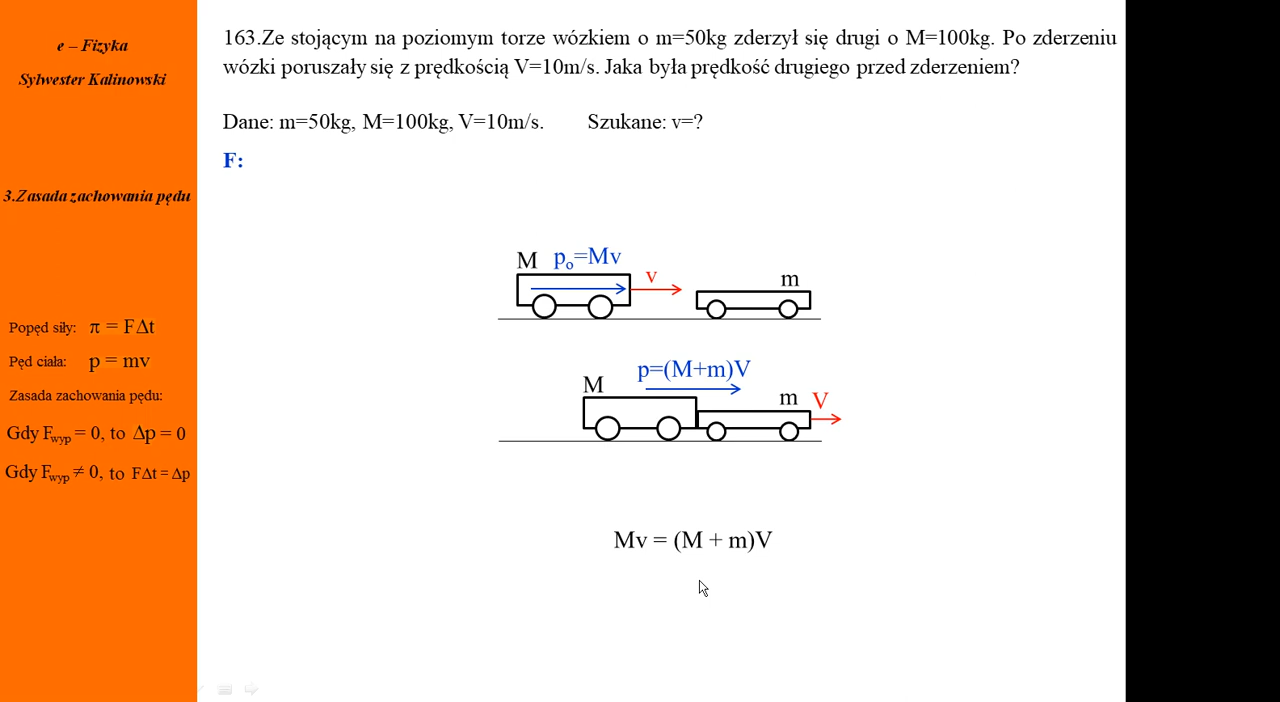 e – Fizyka
Sylwester Kalinowski
3.Zasada zachowania pędu
Popęd siły: π = FΔt
Pęd ciała: p = mv
Zasada zachowania pędu:
Gdy Fwyp = 0, to Δp = 0
Gdy Fwyp ≠ 0, to FΔt = Δp
163.Ze stojącym na poziomym torze wózkiem o m=50kg zderzył się drugi o M=100kg. Po zderzeniu
wózki poruszały się z prędkością V=10m/s. Jaka była prędkość drugiego przed zderzeniem?
Dane: m=50kg, M=100kg, V=10m/s. Szukane: v=?
F:
M po=Mv
v
m
p=(M+m)V
M
m V
Mv = (M + m)V